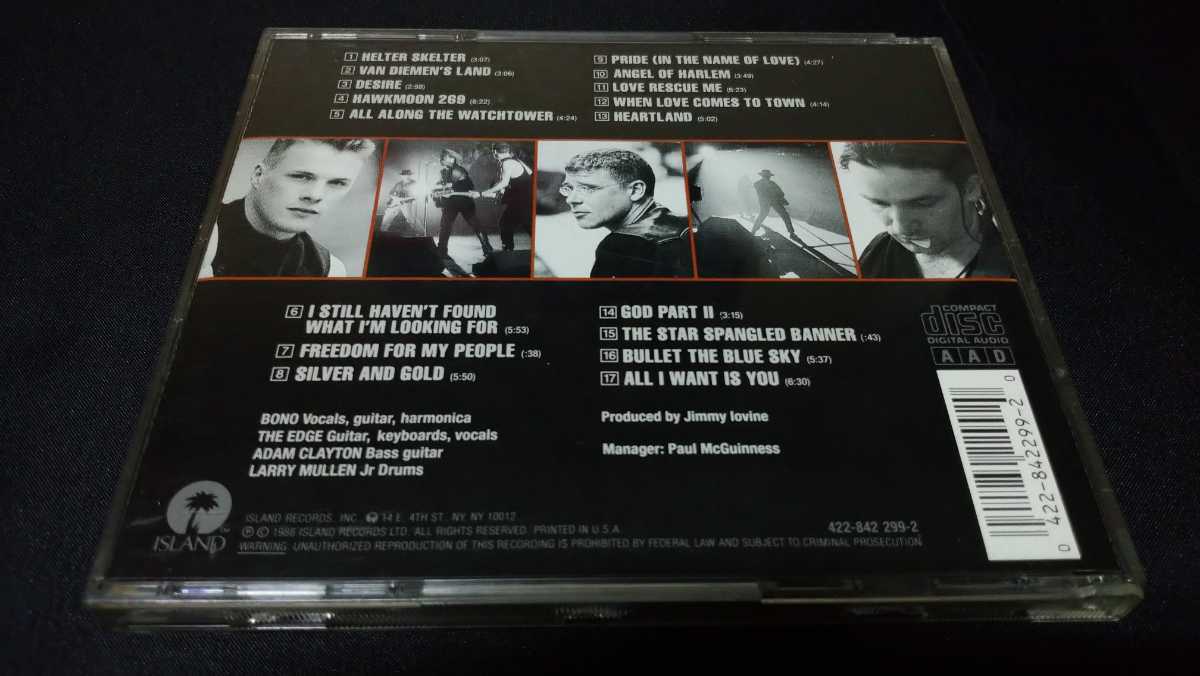 1 HELTER SKELTER (3:07)
2 VAN DIEMEN'S LAND (3:06)
3 DESIRE (2:58)
4 HAWKMOON 269 (6:22)
5 ALL ALONG THE WATCHTOWER (4:24)
9 PRIDE (IN THE NAME OF LOVE) (4:27)
10 ANGEL OF HARLEM (3:49)
11 LOVE RESCUE ME (6:23)
12 WHEN LOVE COMES TO TOWN (4:14)
13 HEARTLAND (5:02)
6 I STILL HAVEN'T FOUND
WHAT I'M LOOKING FOR (5:53)
7 FREEDOM FOR MY PEOPLE (:38)
8 SILVER AND GOLD (5:50)
14 GOD PART II (3:15)
15 THE STAR SPANGLED BANNER (:43)
16 BULLET THE BLUE SKY (5:37)
17 ALL I WANT IS YOU (6:30)
COMPACT
disc
DIGITAL AUDIO
AAD
BONO Vocals, guitar, harmonica
THE EDGE Guitar, keyboards, vocals
ADAM CLAYTON Bass guitar
LARRY MULLEN Jr Drums
Produced by Jimmy Iovine
Manager: Paul McGuinness
0 422-842299-2 0
ISLAND™
ISLAND RECORDS, INC. 14 E. 4TH ST. NY NY 10012
℗ © 1988 ISLAND RECORDS LTD. ALL RIGHTS RESERVED. PRINTED IN U.S.A.
WARNING: UNAUTHORIZED REPRODUCTION OF THIS RECORDING IS PROHIBITED BY FEDERAL LAW AND SUBJECT TO CRIMINAL PROSECUTION.
422-842 299-2